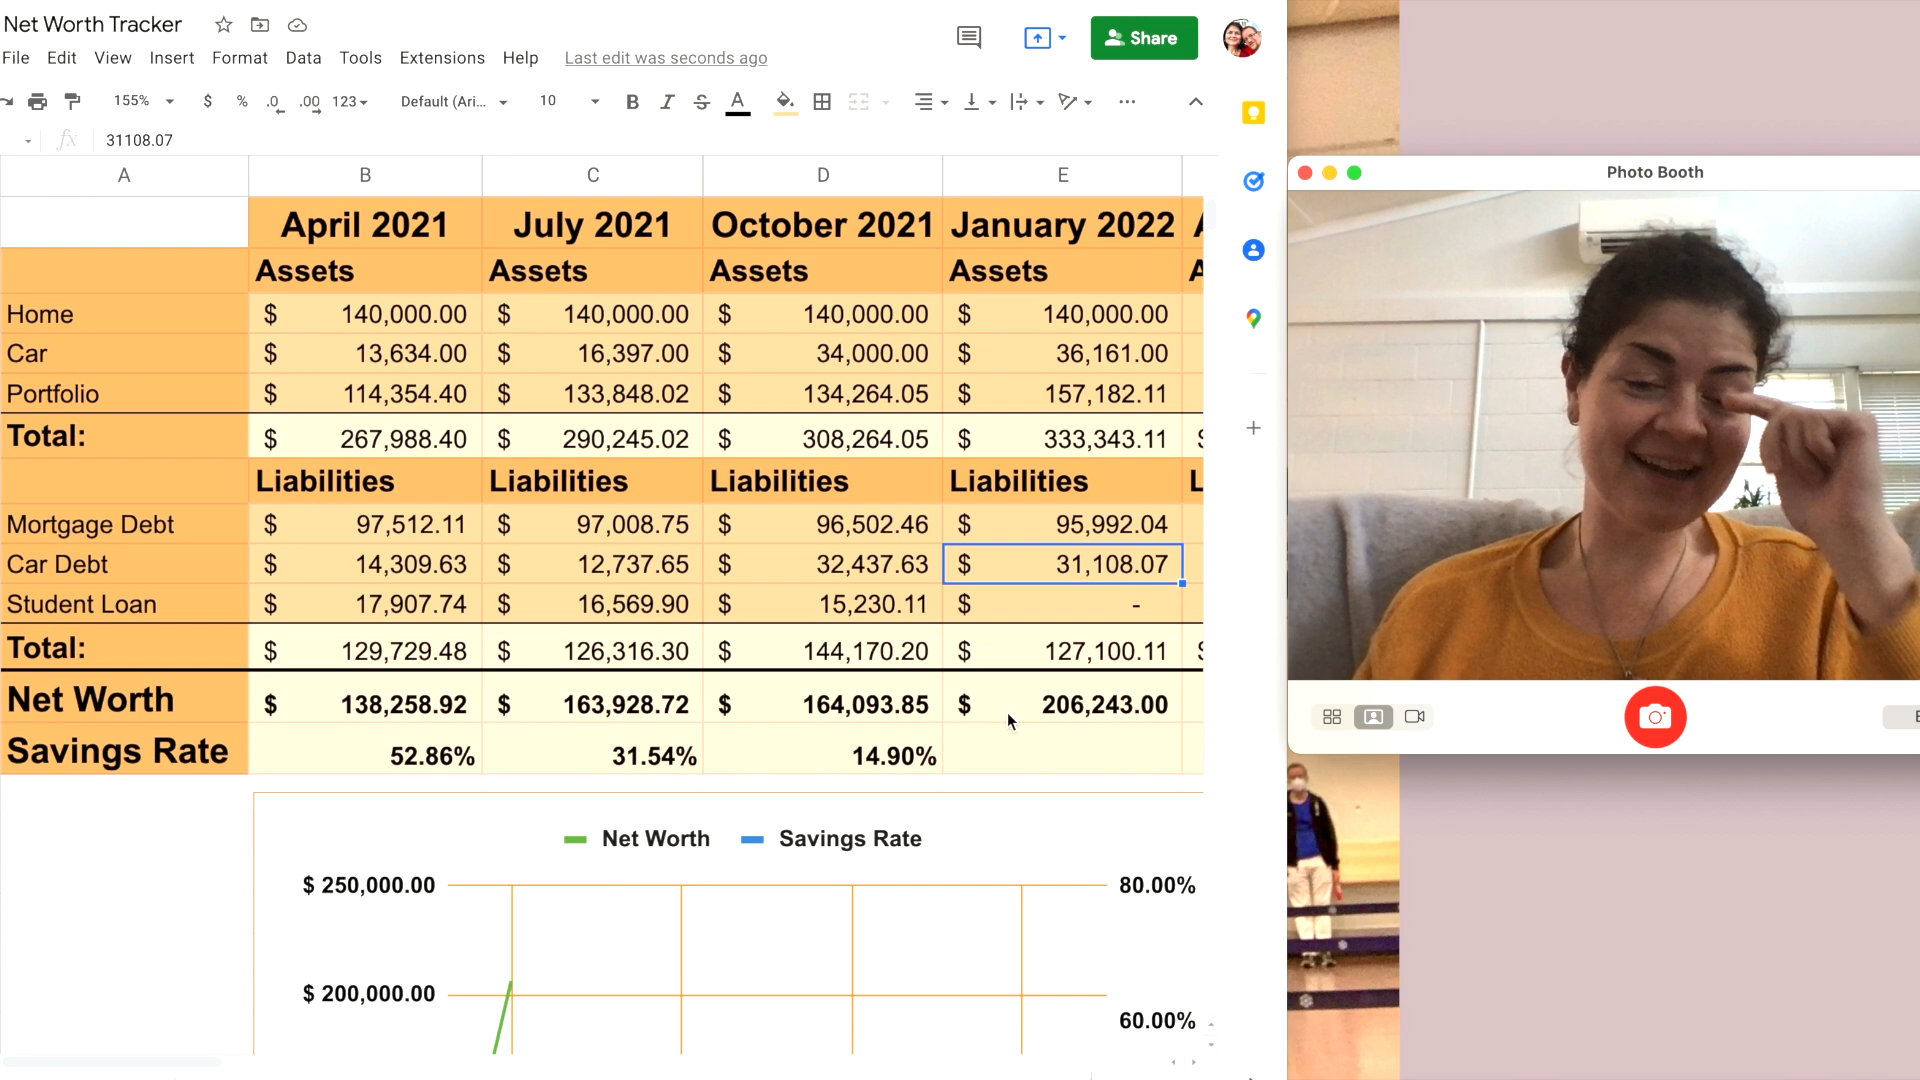 Net Worth Tracker
File Edit View Insert Format Data Tools Extensions Help Last edit was seconds ago
Share
155% $ % .0 .00 123 Default (Ari... 10 B I S A
fx 31108.07
A B C D E
April 2021 July 2021 October 2021 January 2022 A
Assets Assets Assets Assets A
Home $ 140,000.00 $ 140,000.00 $ 140,000.00 $ 140,000.00
Car $ 13,634.00 $ 16,397.00 $ 34,000.00 $ 36,161.00
Portfolio $ 114,354.40 $ 133,848.02 $ 134,264.05 $ 157,182.11
Total: $ 267,988.40 $ 290,245.02 $ 308,264.05 $ 333,343.11
Liabilities Liabilities Liabilities Liabilities L
Mortgage Debt $ 97,512.11 $ 97,008.75 $ 96,502.46 $ 95,992.04
Car Debt $ 14,309.63 $ 12,737.65 $ 32,437.63 $ 31,108.07
Student Loan $ 17,907.74 $ 16,569.90 $ 15,230.11 $ -
Total: $ 129,729.48 $ 126,316.30 $ 144,170.20 $ 127,100.11
Net Worth $ 138,258.92 $ 163,928.72 $ 164,093.85 $ 206,243.00
Savings Rate 52.86% 31.54% 14.90%
Net Worth Savings Rate
$ 250,000.00 80.00%
$ 200,000.00
60.00%
Photo Booth